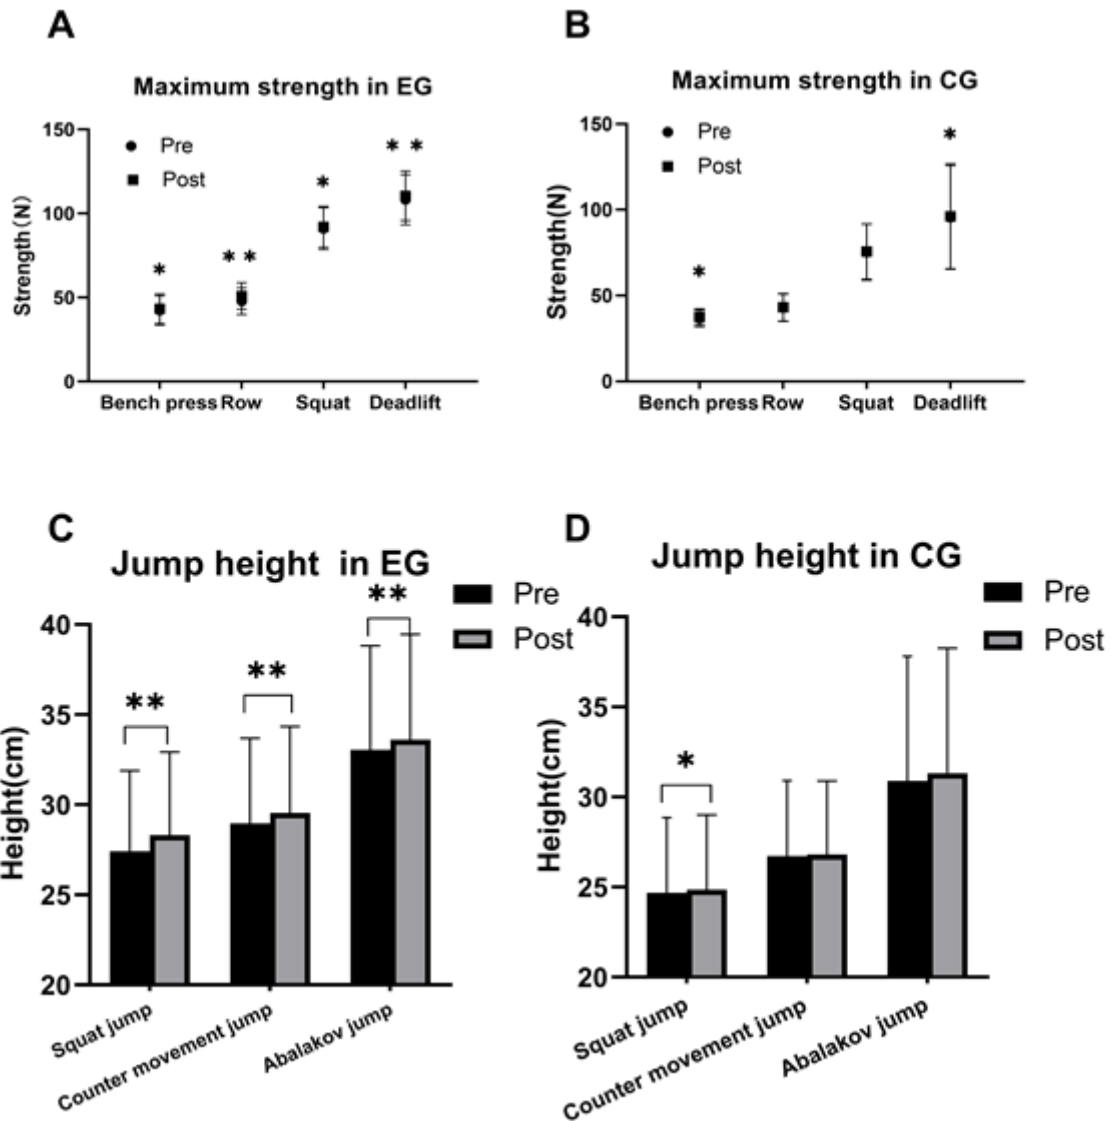 A
Maximum strength in EG
Strength(N)
150
100
50
0
Pre
Post
*
**
*
**
Bench press Row Squat Deadlift
B
Maximum strength in CG
Strength(N)
150
100
50
0
Pre
Post
*
*
Bench press Row Squat Deadlift
C
Jump height in EG
Height(cm)
40
35
30
25
20
Pre
Post
**
**
**
Squat jump
Counter movement jump
Abalakov jump
D
Jump height in CG
Height(cm)
40
35
30
25
20
Pre
Post
*
Squat jump
Counter movement jump
Abalakov jump